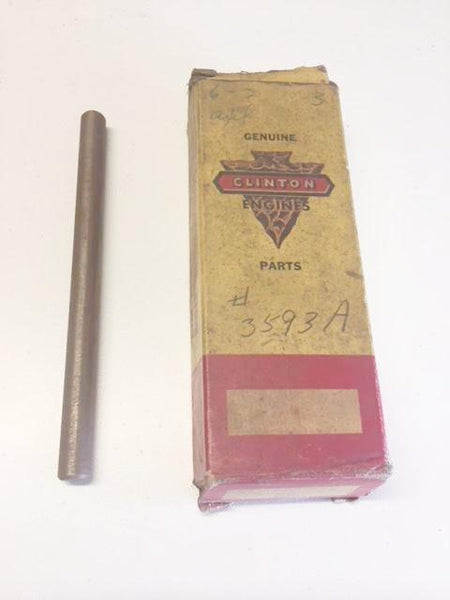 GENUINE
CLINTON
ENGINES
PARTS
#
3593A